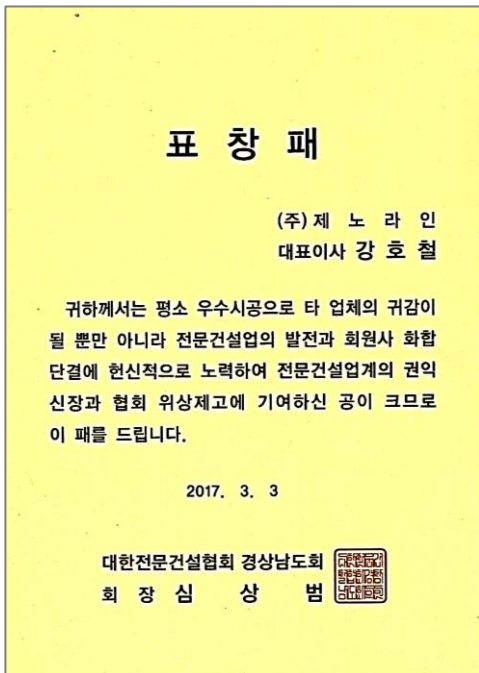 표 창 패
(주) 제 노 라 인
대표이사 강 호 철
귀하께서는 평소 우수시공으로 타 업체의 귀감이
될 뿐만 아니라 전문건설업의 발전과 회원사 화합
단결에 헌신적으로 노력하여 전문건설업계의 권익
신장과 협회 위상제고에 기여하신 공이 크므로
이 패를 드립니다.
2017. 3. 3
대한전문건설협회 경상남도회
회 장 심 상 범